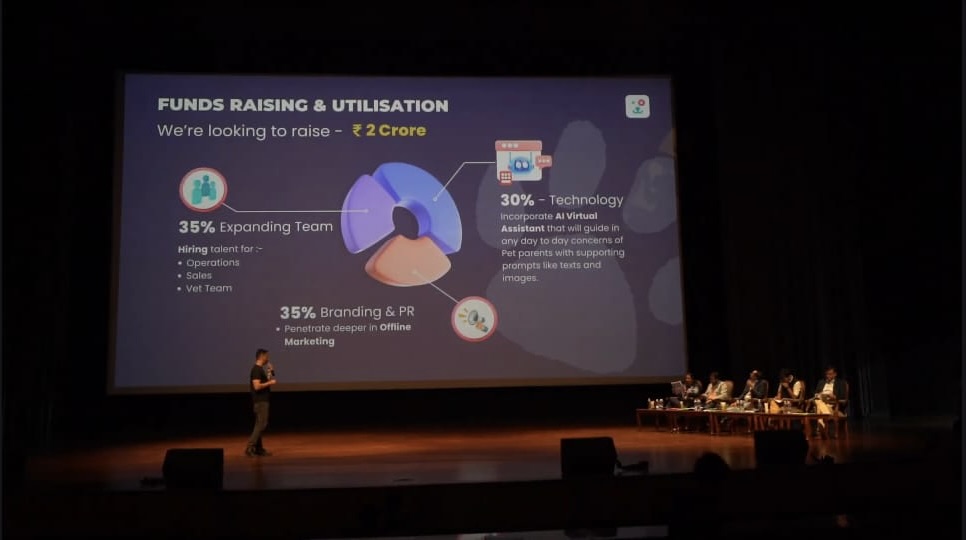 FUNDS RAISING & UTILISATION
We're looking to raise - ₹ 2 Crore
35% Expanding Team
Hiring talent for :-
• Operations
• Sales
• Vet Team
30% - Technology
Incorporate AI Virtual
Assistant that will guide in
any day to day concerns of
Pet parents with supporting
prompts like texts and
images.
35% Branding & PR
• Penetrate deeper in Offline
Marketing